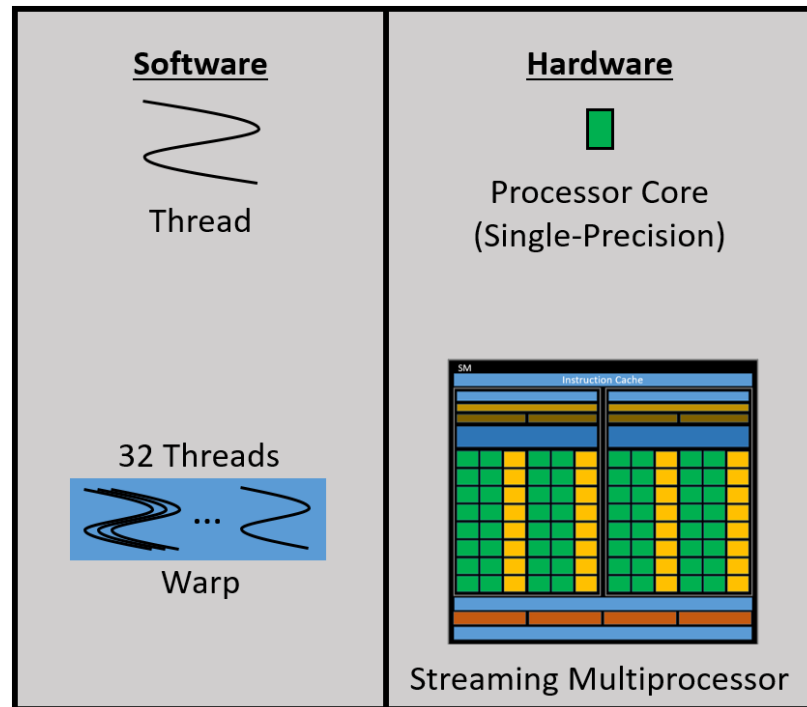 Software
Thread
32 Threads
...
Warp
Hardware
Processor Core
(Single-Precision)
SM
Instruction Cache
Streaming Multiprocessor